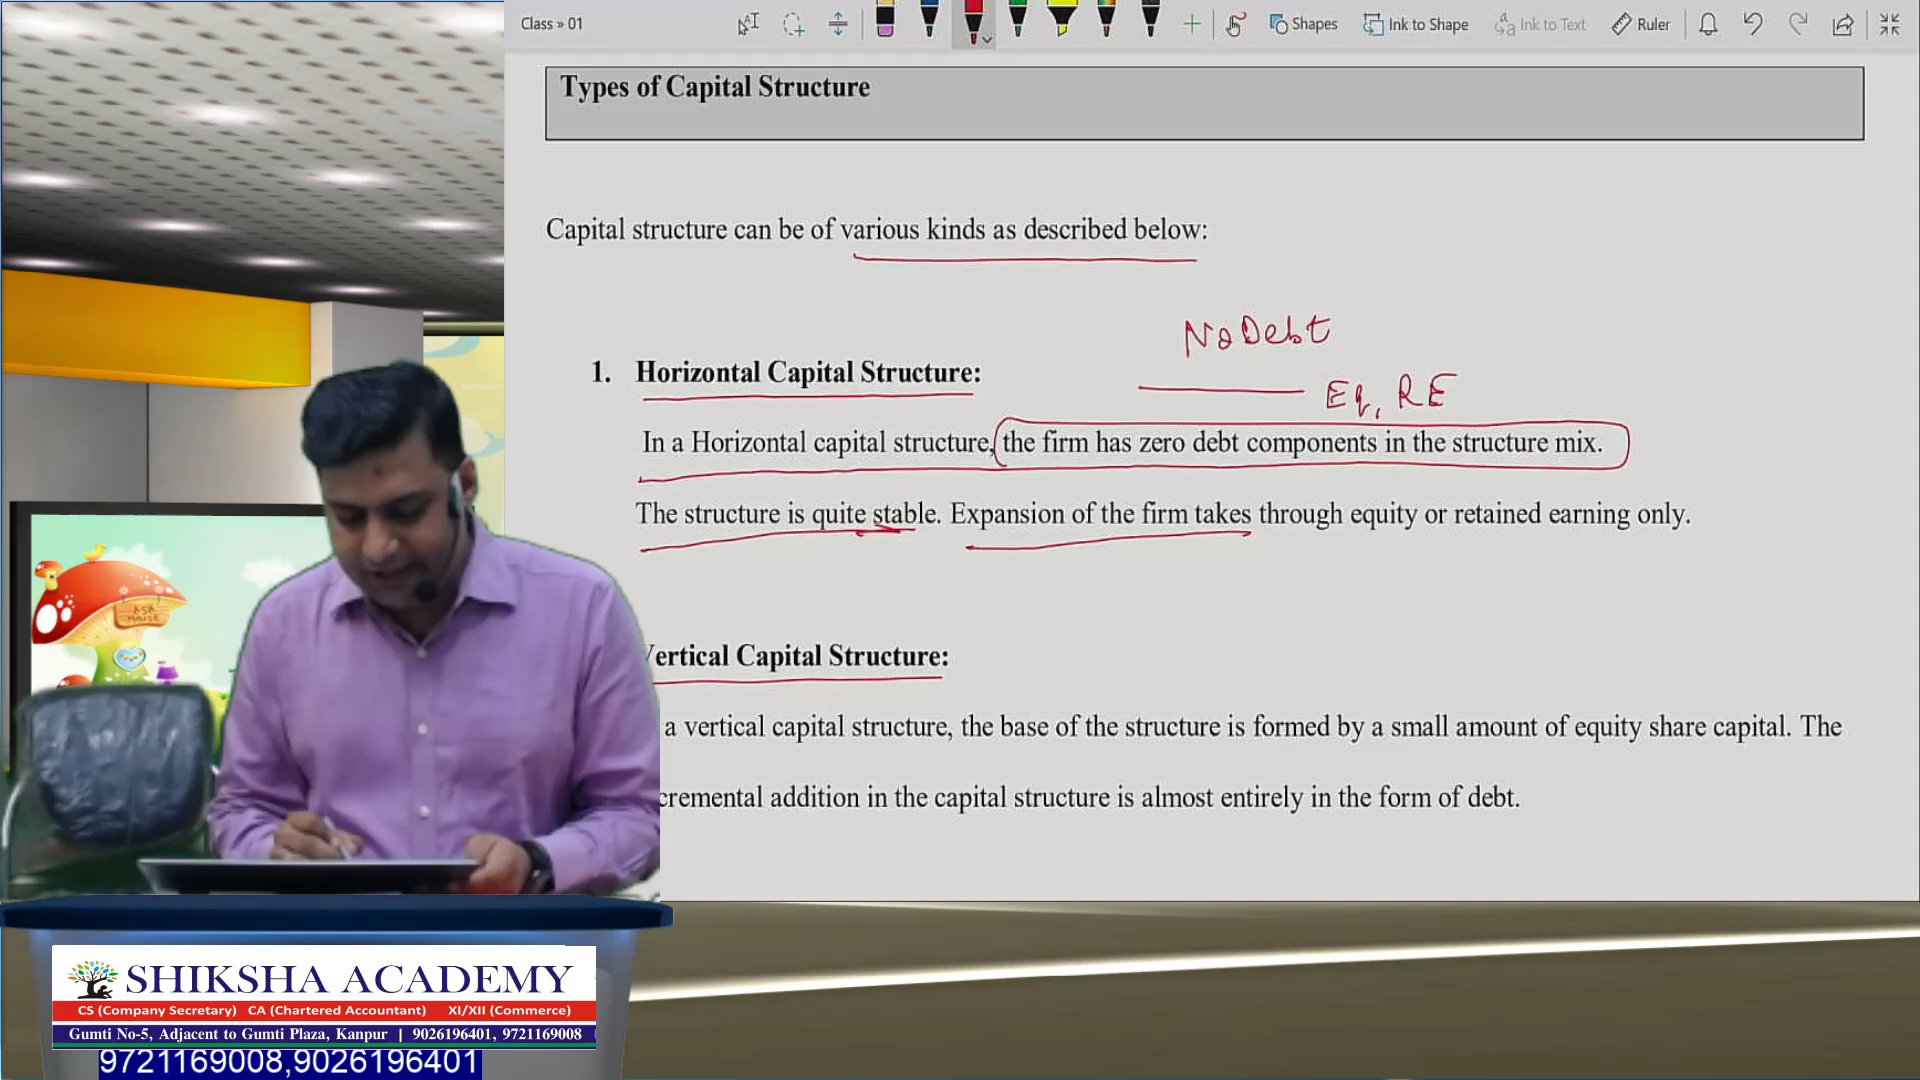 Class » 01
Shapes
Ink to Shape
Ink to Text
Ruler
Types of Capital Structure
Capital structure can be of various kinds as described below:
No Debt
1. Horizontal Capital Structure:
Eq, RE
In a Horizontal capital structure, the firm has zero debt components in the structure mix.
The structure is quite stable. Expansion of the firm takes through equity or retained earning only.
Vertical Capital Structure:
a vertical capital structure, the base of the structure is formed by a small amount of equity share capital. The
cremental addition in the capital structure is almost entirely in the form of debt.
ASA
House
SHIKSHA ACADEMY
CS (Company Secretary) CA (Chartered Accountant) XI/XII (Commerce)
Gumti No-5, Adjacent to Gumti Plaza, Kanpur | 9026196401, 9721169008
9721169008,9026196401